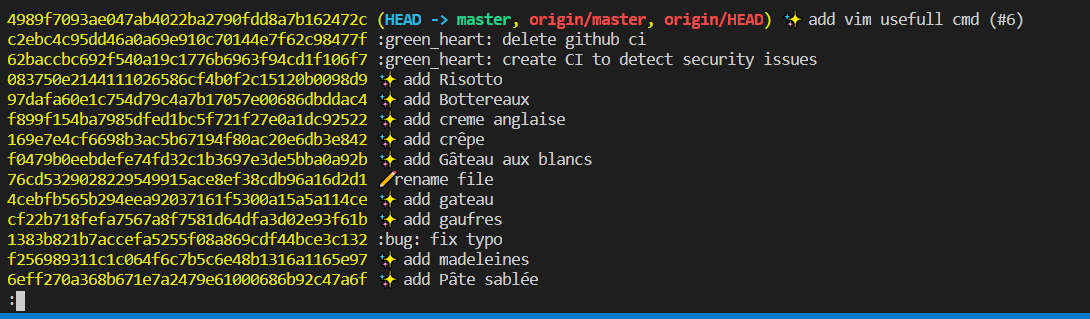 4989f7093ae047ab4022ba2790fdd8a7b162472c (HEAD -> master, origin/master, origin/HEAD) ✨ add vim usefull cmd (#6)
c2ebc4c95dd46a0a69e910c70144e7f62c98477f :green_heart: delete github ci
62baccbc692f540a19c1776b6963f94cd1f106f7 :green_heart: create CI to detect security issues
083750e2144111026586cf4b0f2c15120b0098d9 ✨ add Risotto
97dafa60e1c754d79c4a7b17057e00686dbddac4 ✨ add Bottereaux
f899f154ba7985dfed1bc5f721f27e0a1dc92522 ✨ add creme anglaise
169e7e4cf6698b3ac5b67194f80ac20e6db3e842 ✨ add crêpe
f0479b0eebdefe74fd32c1b3697e3de5bba0a92b ✨ add Gâteau aux blancs
76cd5329028229549915ace8ef38cdb96a16d2d1 ✏️rename file
4cebfb565b294eea92037161f5300a15a5a114ce ✨ add gateau
cf22b718fefa7567a8f7581d64dfa3d02e93f61b ✨ add gaufres
1383b821b7accefa5255f08a869cdf44bce3c132 :bug: fix typo
f256989311c1c064f6c7b5c6e48b1316a1165e97 ✨ add madeleines
6eff270a368b671e7a2479e61000686b92c47a6f ✨ add Pâte sablée
: